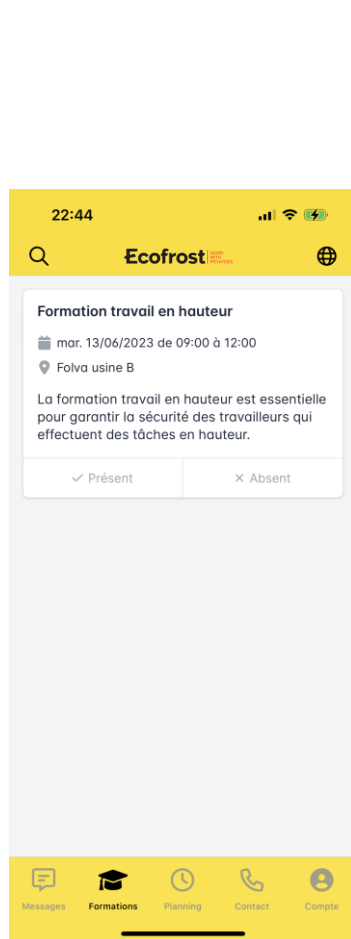 22:44
Ecofrost GOOD
WITH
POTATOES
Formation travail en hauteur
mar. 13/06/2023 de 09:00 à 12:00
Folva usine B
La formation travail en hauteur est essentielle
pour garantir la sécurité des travailleurs qui
effectuent des tâches en hauteur.
Présent
Absent
Messages
Formations
Planning
Contact
Compte